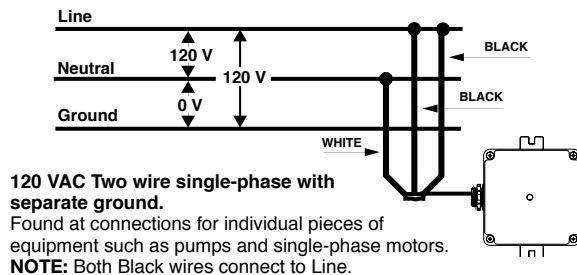 Line
120 V
BLACK
Neutral
120 V
0 V
BLACK
Ground
WHITE
120 VAC Two wire single-phase with
separate ground.
Found at connections for individual pieces of
equipment such as pumps and single-phase motors.
NOTE: Both Black wires connect to Line.